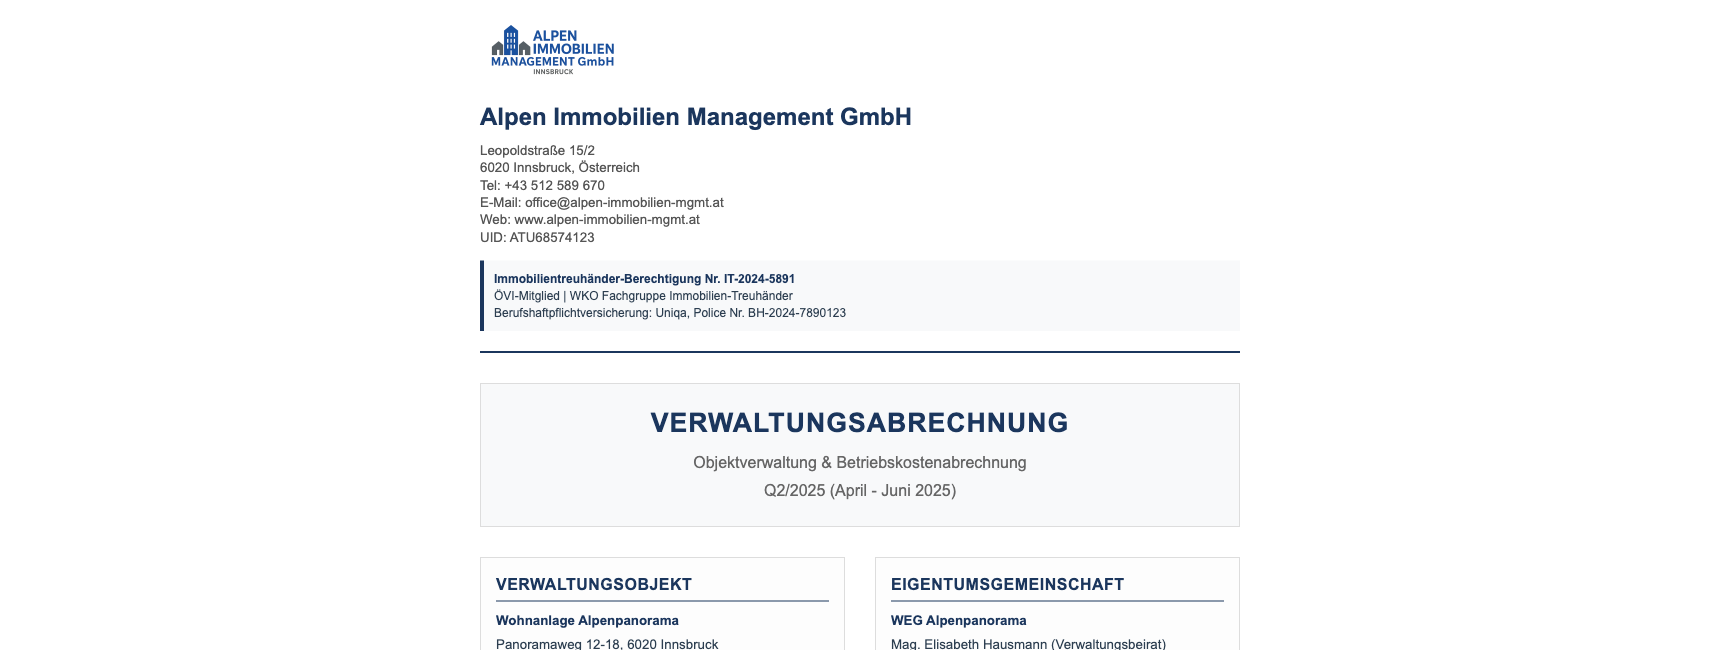 ALPEN
IMMOBILIEN
MANAGEMENT GmbH
INNSBRUCK
Alpen Immobilien Management GmbH
Leopoldstraße 15/2
6020 Innsbruck, Österreich
Tel: +43 512 589 670
E-Mail: office@alpen-immobilien-mgmt.at
Web: www.alpen-immobilien-mgmt.at
UID: ATU68574123
Immobilientreuhänder-Berechtigung Nr. IT-2024-5891
ÖVI-Mitglied | WKO Fachgruppe Immobilien-Treuhänder
Berufshaftpflichtversicherung: Uniqa, Police Nr. BH-2024-7890123
VERWALTUNGSABRECHNUNG
Objektverwaltung & Betriebskostenabrechnung
Q2/2025 (April - Juni 2025)
VERWALTUNGSOBJEKT
Wohnanlage Alpenpanorama
Panoramaweg 12-18, 6020 Innsbruck
EIGENTUMSGEMEINSCHAFT
WEG Alpenpanorama
Mag. Elisabeth Hausmann (Verwaltungsbeirat)